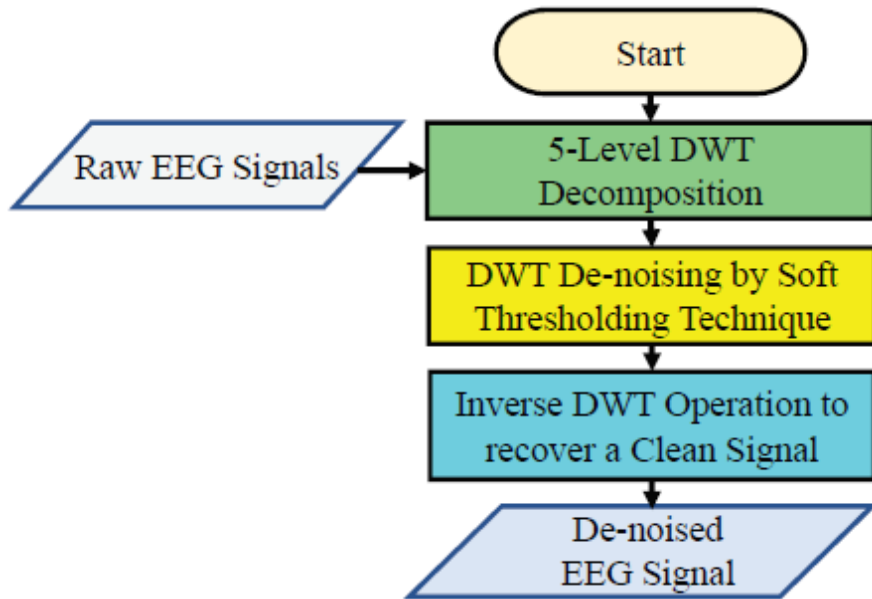 Start
Raw EEG Signals
5-Level DWT
Decomposition
DWT De-noising by Soft
Thresholding Technique
Inverse DWT Operation to
recover a Clean Signal
De-noised
EEG Signal